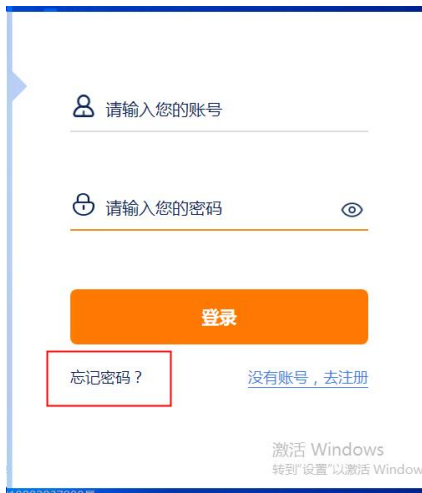 请输入您的账号
请输入您的密码
登录
忘记密码？
没有账号，去注册
激活 Windows
转到"设置"以激活 Window